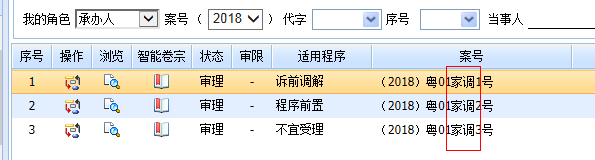 我的角色 承办人 案号 （ 2018 ） 代字 序号 当事人
序号 操作 浏览 智能卷宗 状态 审限 适用程序 案号
1 审理 - 诉前调解 （2018）粤01家调1号
2 审理 - 程序前置 （2018）粤01家调2号
3 审理 - 不宜受理 （2018）粤01家调3号